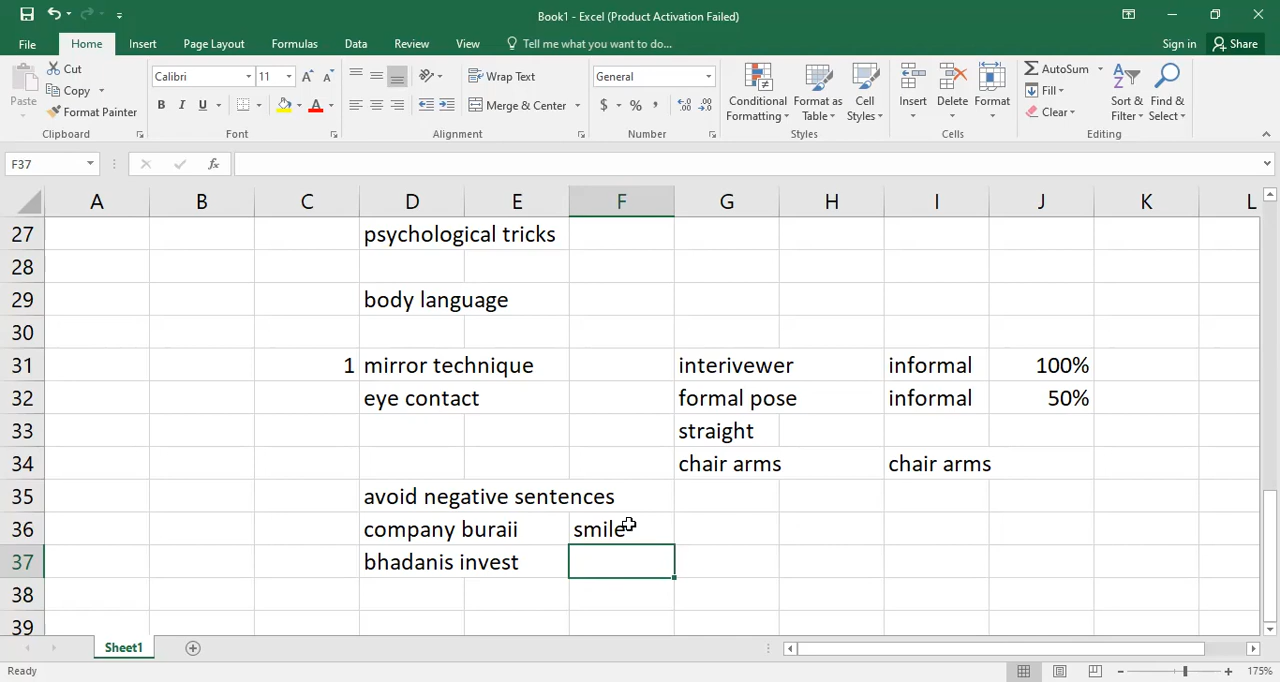 Book1 - Excel (Product Activation Failed)
File Home Insert Page Layout Formulas Data Review View Tell me what you want to do... Sign in Share
Cut
Copy
Format Painter
Paste
Calibri 11
B I U
Wrap Text
Merge & Center
General
$ % ,
Conditional Formatting
Format as Table
Cell Styles
Insert
Delete
Format
AutoSum
Fill
Clear
Sort & Filter
Find & Select
Clipboard Font Alignment Number Styles Cells Editing
F37 fx
A B C D E F G H I J K L
27 psychological tricks
28
29 body language
30
31 1 mirror technique interivewer informal 100%
32 eye contact formal pose informal 50%
33 straight
34 chair arms chair arms
35 avoid negative sentences
36 company buraii smile
37 bhadanis invest
38
39
Sheet1
Ready 175%